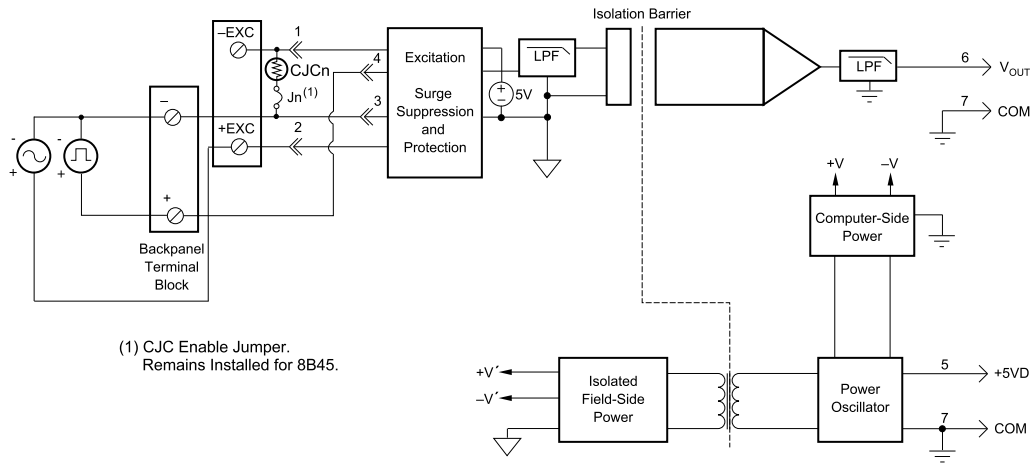 Isolation Barrier
–EXC
1
CJCn
Jn(1)
4
3
2
+EXC
Excitation
Surge
Suppression
and
Protection
LPF
+
–
5V
LPF
6
VOUT
7
COM
–
+
-
+
-
+
Backpanel
Terminal
Block
+V
–V
Computer-Side
Power
(1) CJC Enable Jumper.
Remains Installed for 8B45.
+V´
–V´
Isolated
Field-Side
Power
Power
Oscillator
5
+5VD
7
COM